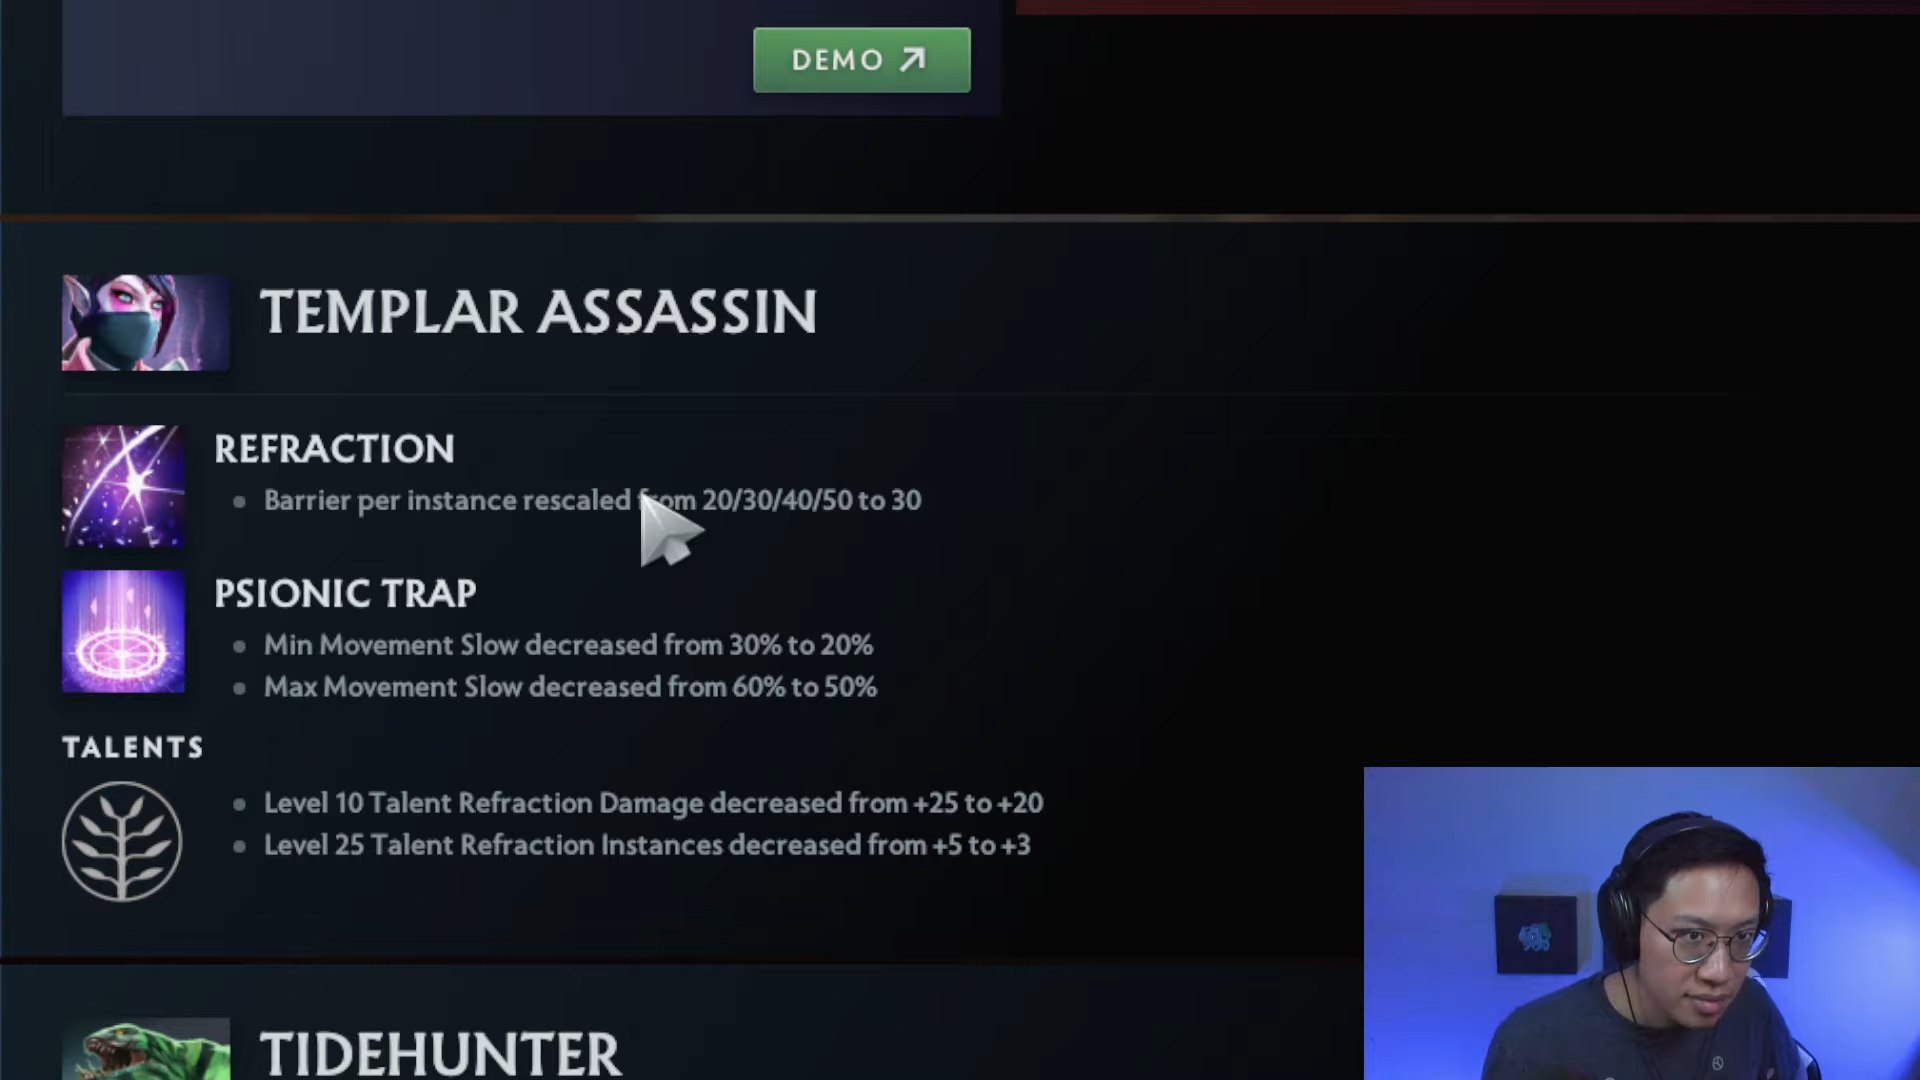 DEMO
TEMPLAR ASSASSIN
REFRACTION
Barrier per instance rescaled from 20/30/40/50 to 30
PSIONIC TRAP
Min Movement Slow decreased from 30% to 20%
Max Movement Slow decreased from 60% to 50%
TALENTS
Level 10 Talent Refraction Damage decreased from +25 to +20
Level 25 Talent Refraction Instances decreased from +5 to +3
TIDEHUNTER